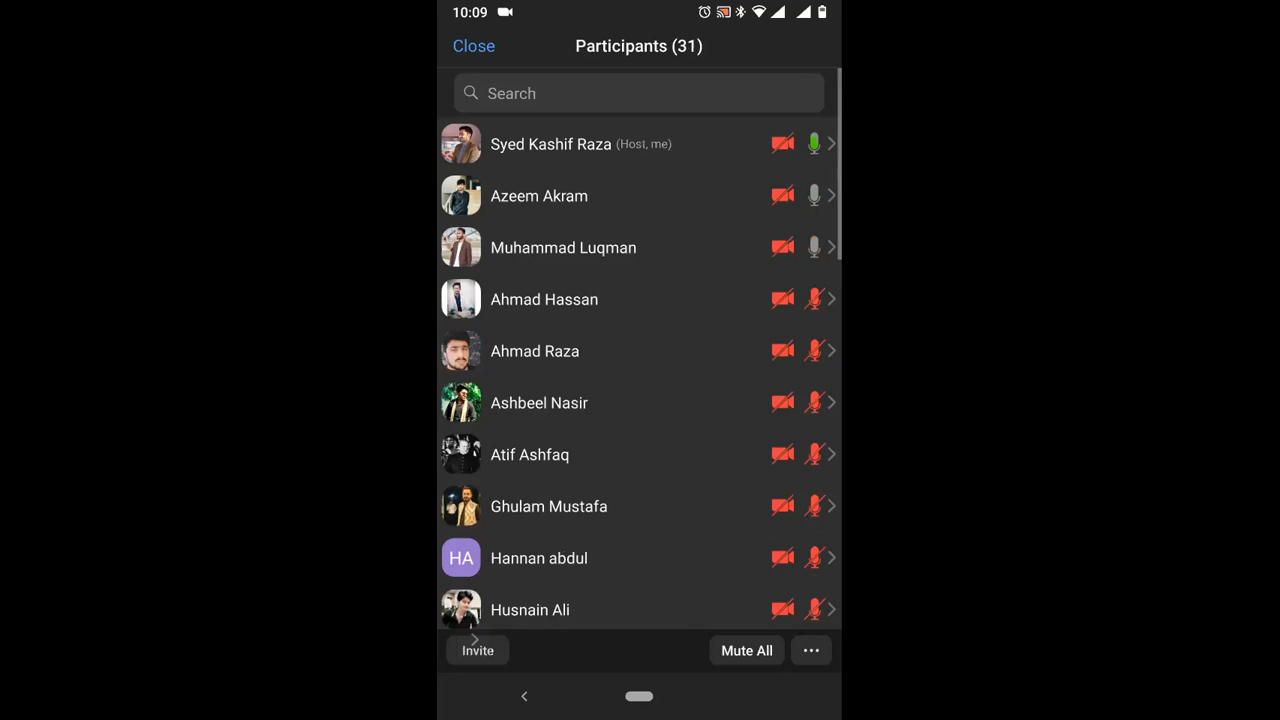 10:09
Close
Participants (31)
Search
Syed Kashif Raza (Host, me)
Azeem Akram
Muhammad Luqman
Ahmad Hassan
Ahmad Raza
Ashbeel Nasir
Atif Ashfaq
Ghulam Mustafa
HA Hannan abdul
Husnain Ali
Invite
Mute All